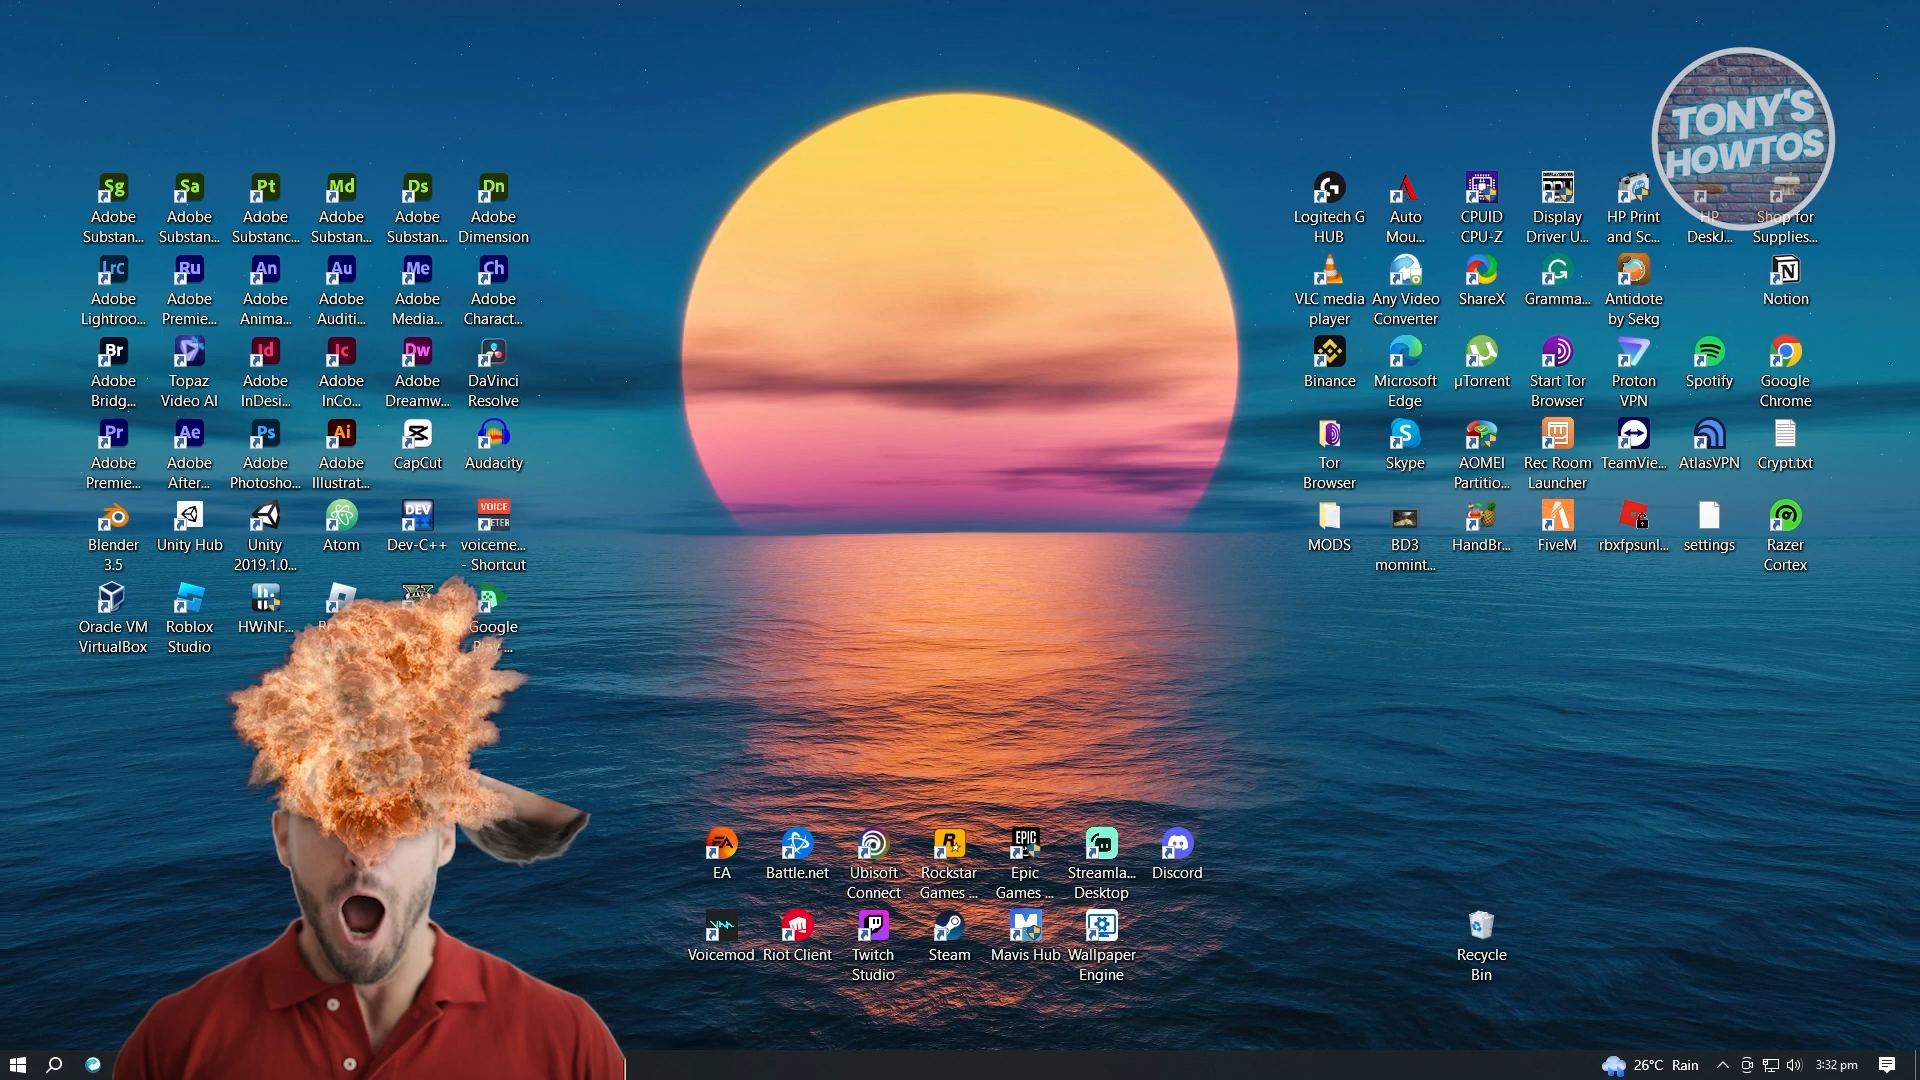 TONY'S
HOWTOS
Sg Sa Pt Md Ds Dn
Adobe Substan...
Adobe Substan...
Adobe Substanc...
Adobe Substan...
Adobe Substan...
Adobe Dimension
Logitech G HUB
Auto Mou...
CPUID CPU-Z
Display Driver U...
HP Print and Sc...
HP DeskJ...
Shop for Supplies...
LrC Ru An Au Me Ch
Adobe Lightroo...
Adobe Premie...
Adobe Anima...
Adobe Auditi...
Adobe Media...
Adobe Charact...
VLC media player
Any Video Converter
ShareX
Gramma...
Antidote by Sekg
Notion
Br Id Ic Dw
Adobe Bridg...
Topaz Video AI
Adobe InDesi...
Adobe InCo...
Adobe Dreamw...
DaVinci Resolve
Binance
Microsoft Edge
µTorrent
Start Tor Browser
Proton VPN
Spotify
Google Chrome
Pr Ae Ps Ai
Adobe Premie...
Adobe After...
Adobe Photosho...
Adobe Illustrat...
CapCut
Audacity
Tor Browser
Skype
AOMEI Partitio...
Rec Room Launcher
TeamVie...
AtlasVPN
Crypt.txt
DEV
VOICE
Blender 3.5
Unity Hub
Unity 2019.1.0...
Atom
Dev-C++
voiceme... - Shortcut
MODS
BD3 momint...
HandBr...
FiveM
rbxfpsunl...
settings
Razer Cortex
Oracle VM VirtualBox
Roblox Studio
HWiNF...
Google Play ...
EA
Battle.net
Ubisoft Connect
Rockstar Games ...
EPIC
Epic Games ...
Streamla... Desktop
Discord
Voicemod
Riot Client
Twitch Studio
Steam
Mavis Hub
Wallpaper Engine
Recycle Bin
26°C Rain
3:32 pm